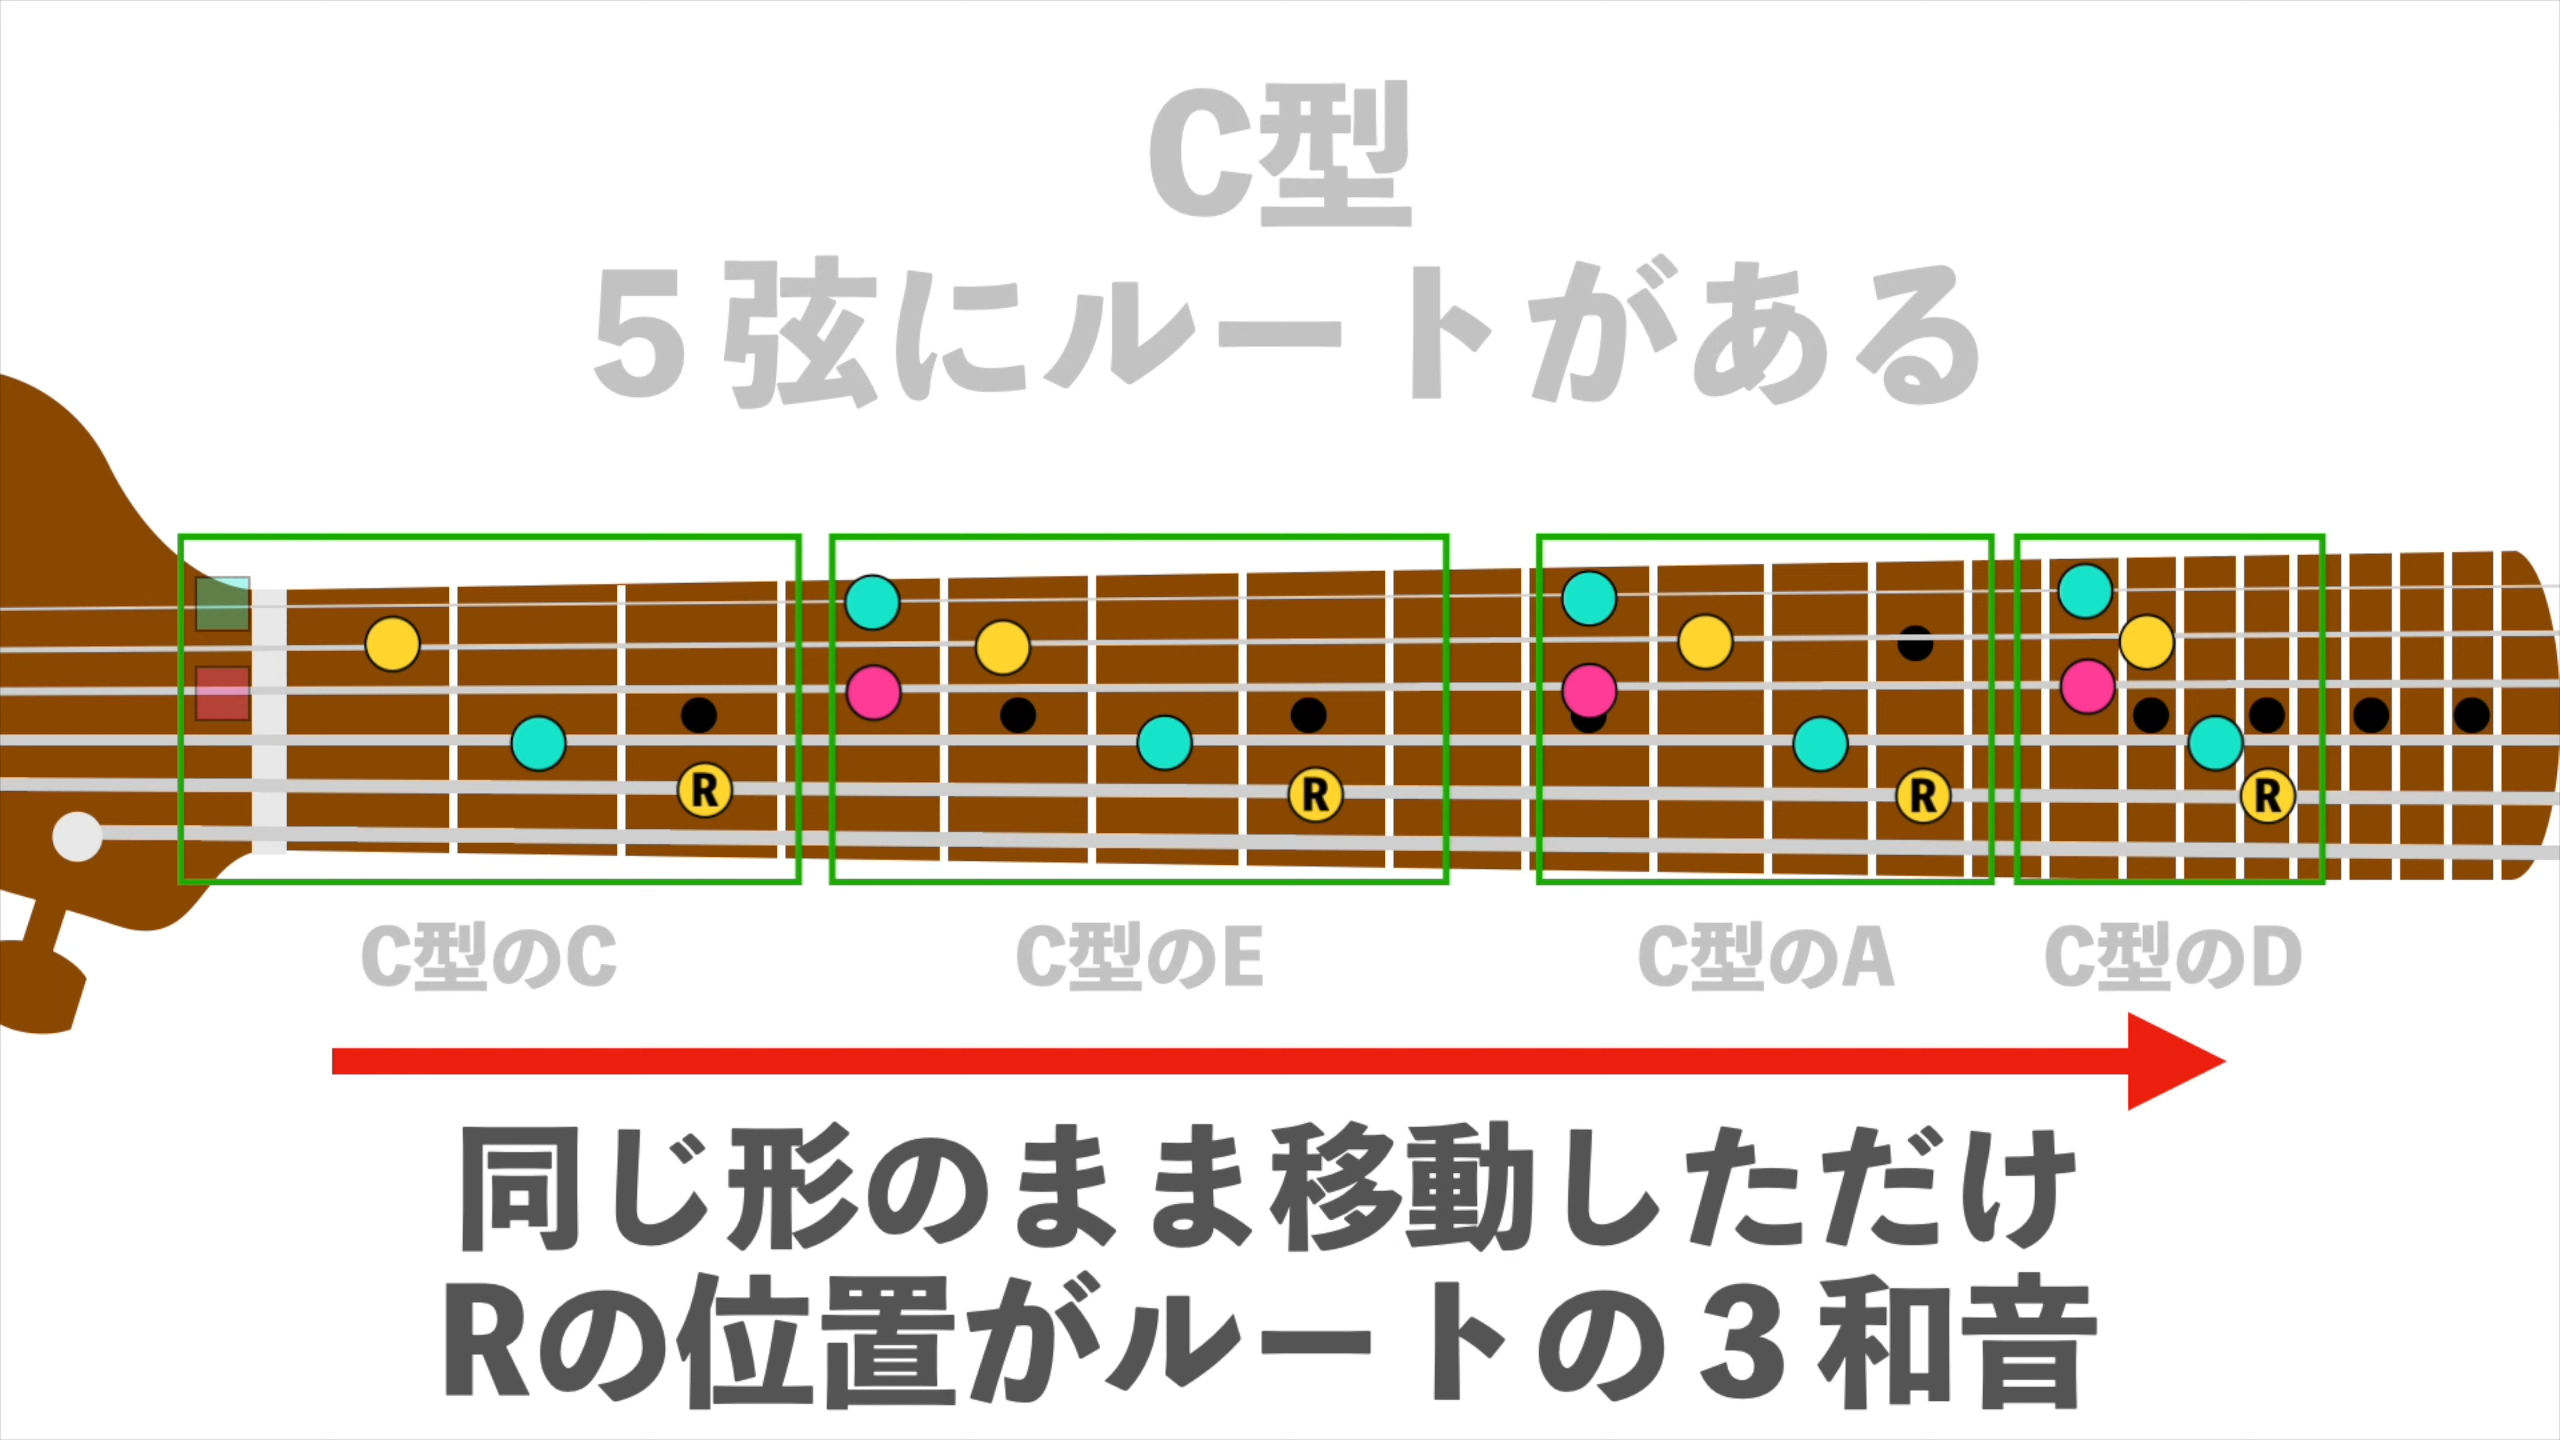 C型
５弦にルートがある
R
R
R
R
C型のC
C型のE
C型のA
C型のD
同じ形のまま移動しただけ
Rの位置がルートの３和音